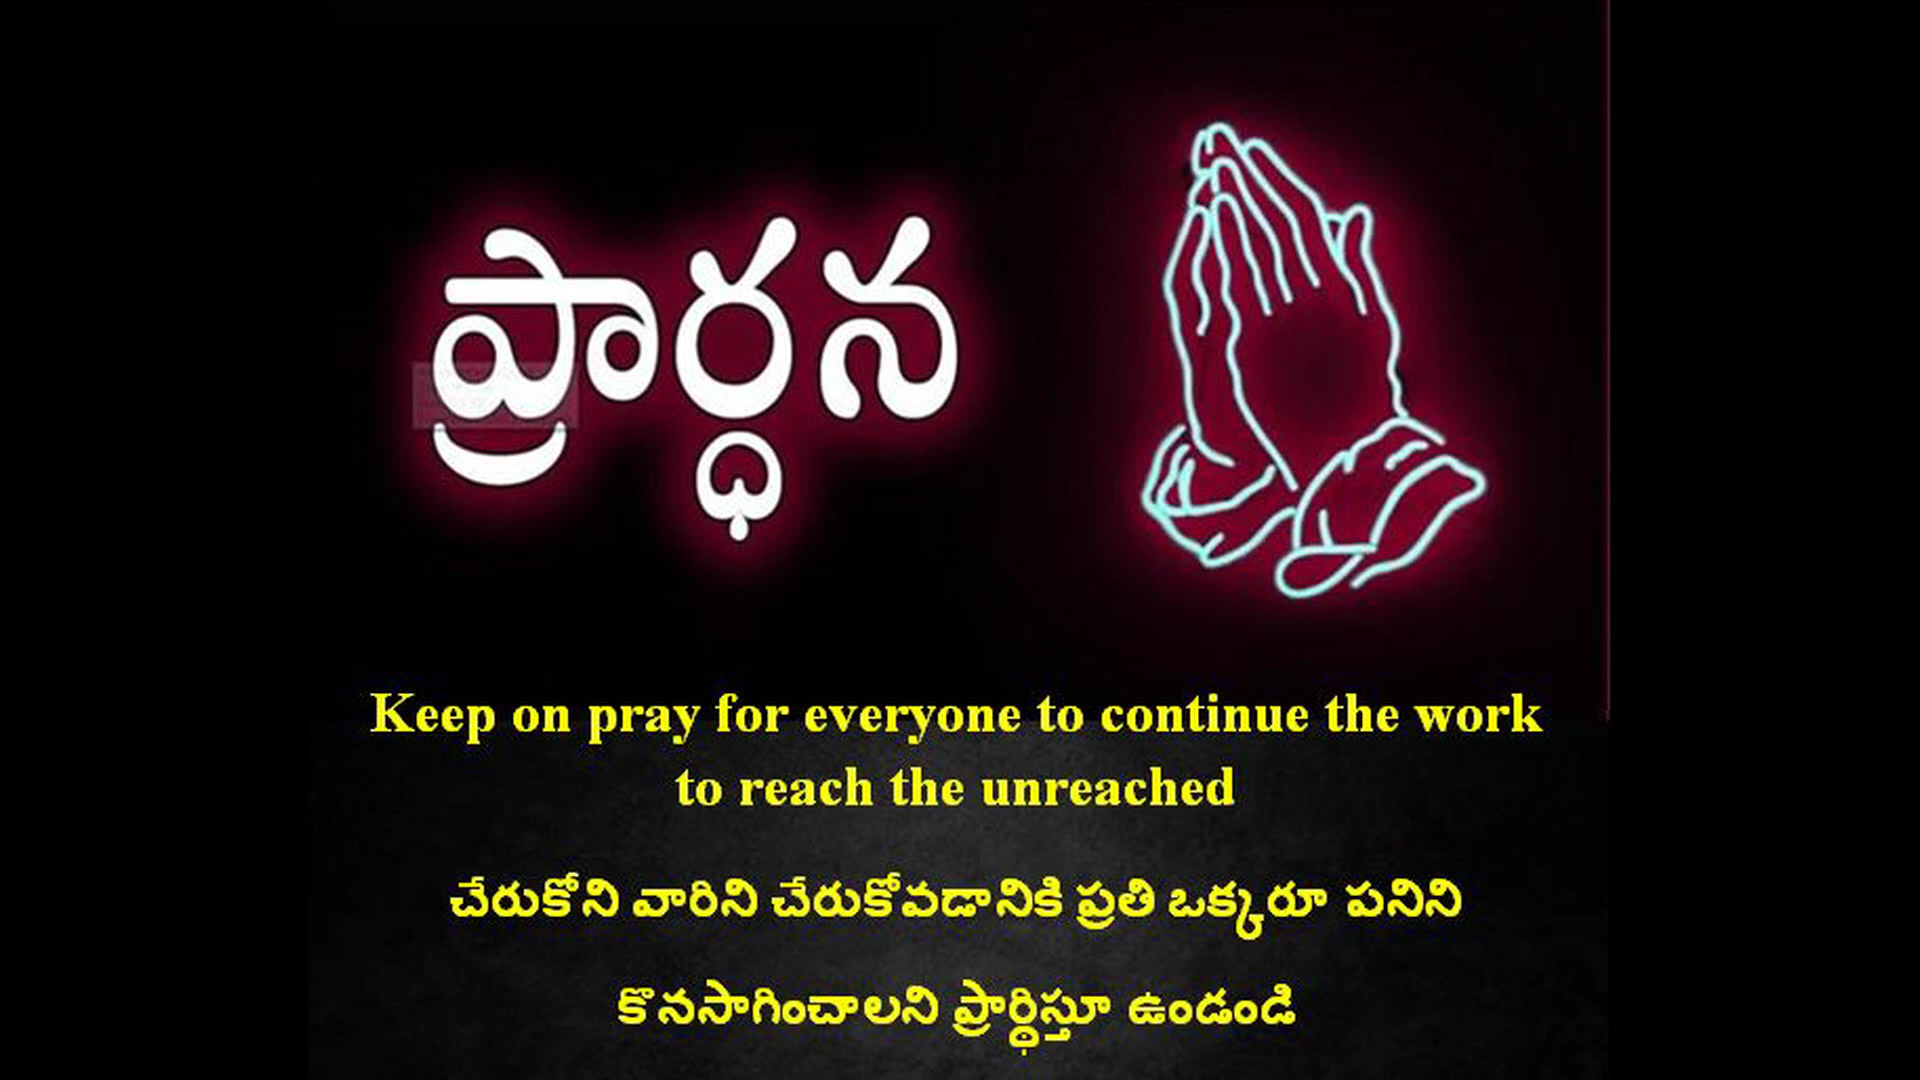 ప్రార్ధన
Keep on pray for everyone to continue the work
to reach the unreached
చేరుకోని వారిని చేరుకోవడానికి ప్రతి ఒక్కరూ పనిని
కొనసాగించాలని ప్రార్థిస్తూ ఉండండి